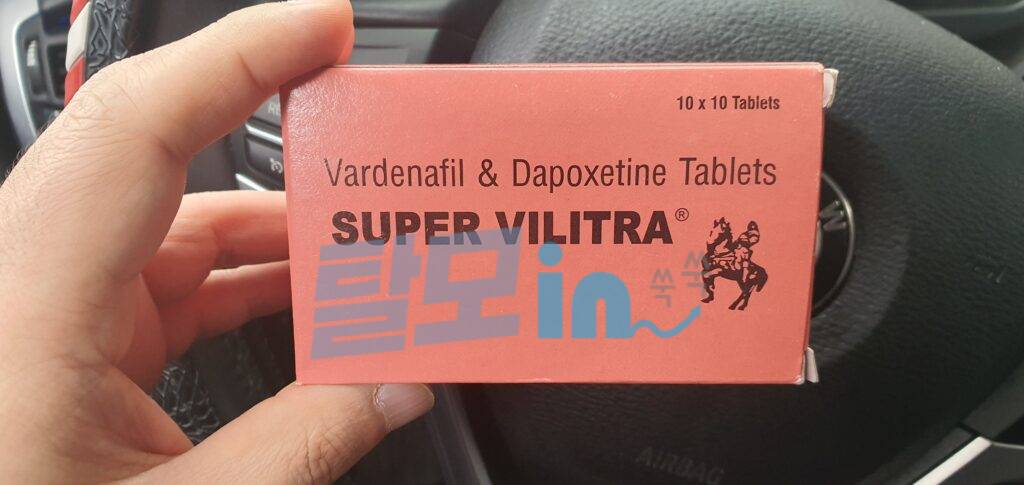 10 x 10 Tablets
Vardenafil & Dapoxetine Tablets
SUPER VILITRA®
탈모in
쑥쑥
AIRBAG